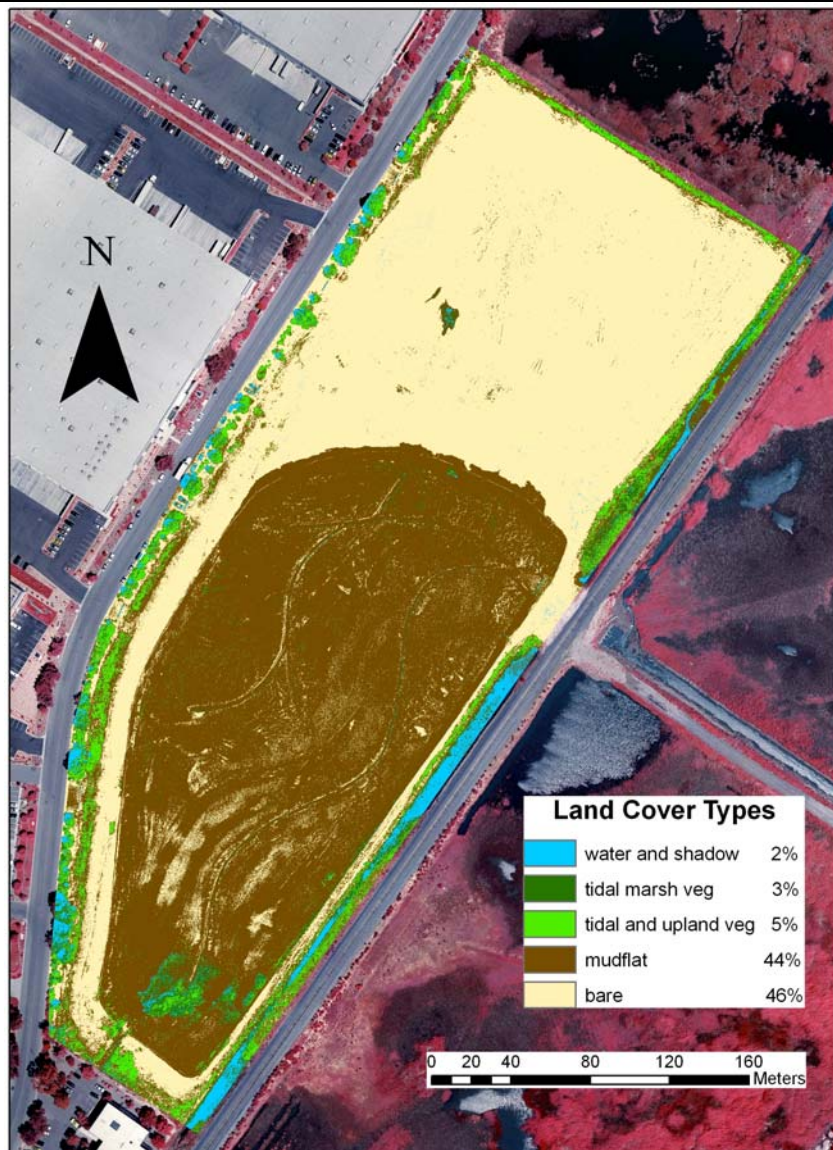 N
Land Cover Types
water and shadow 2%
tidal marsh veg 3%
tidal and upland veg 5%
mudflat 44%
bare 46%
0 20 40 80 120 160
Meters